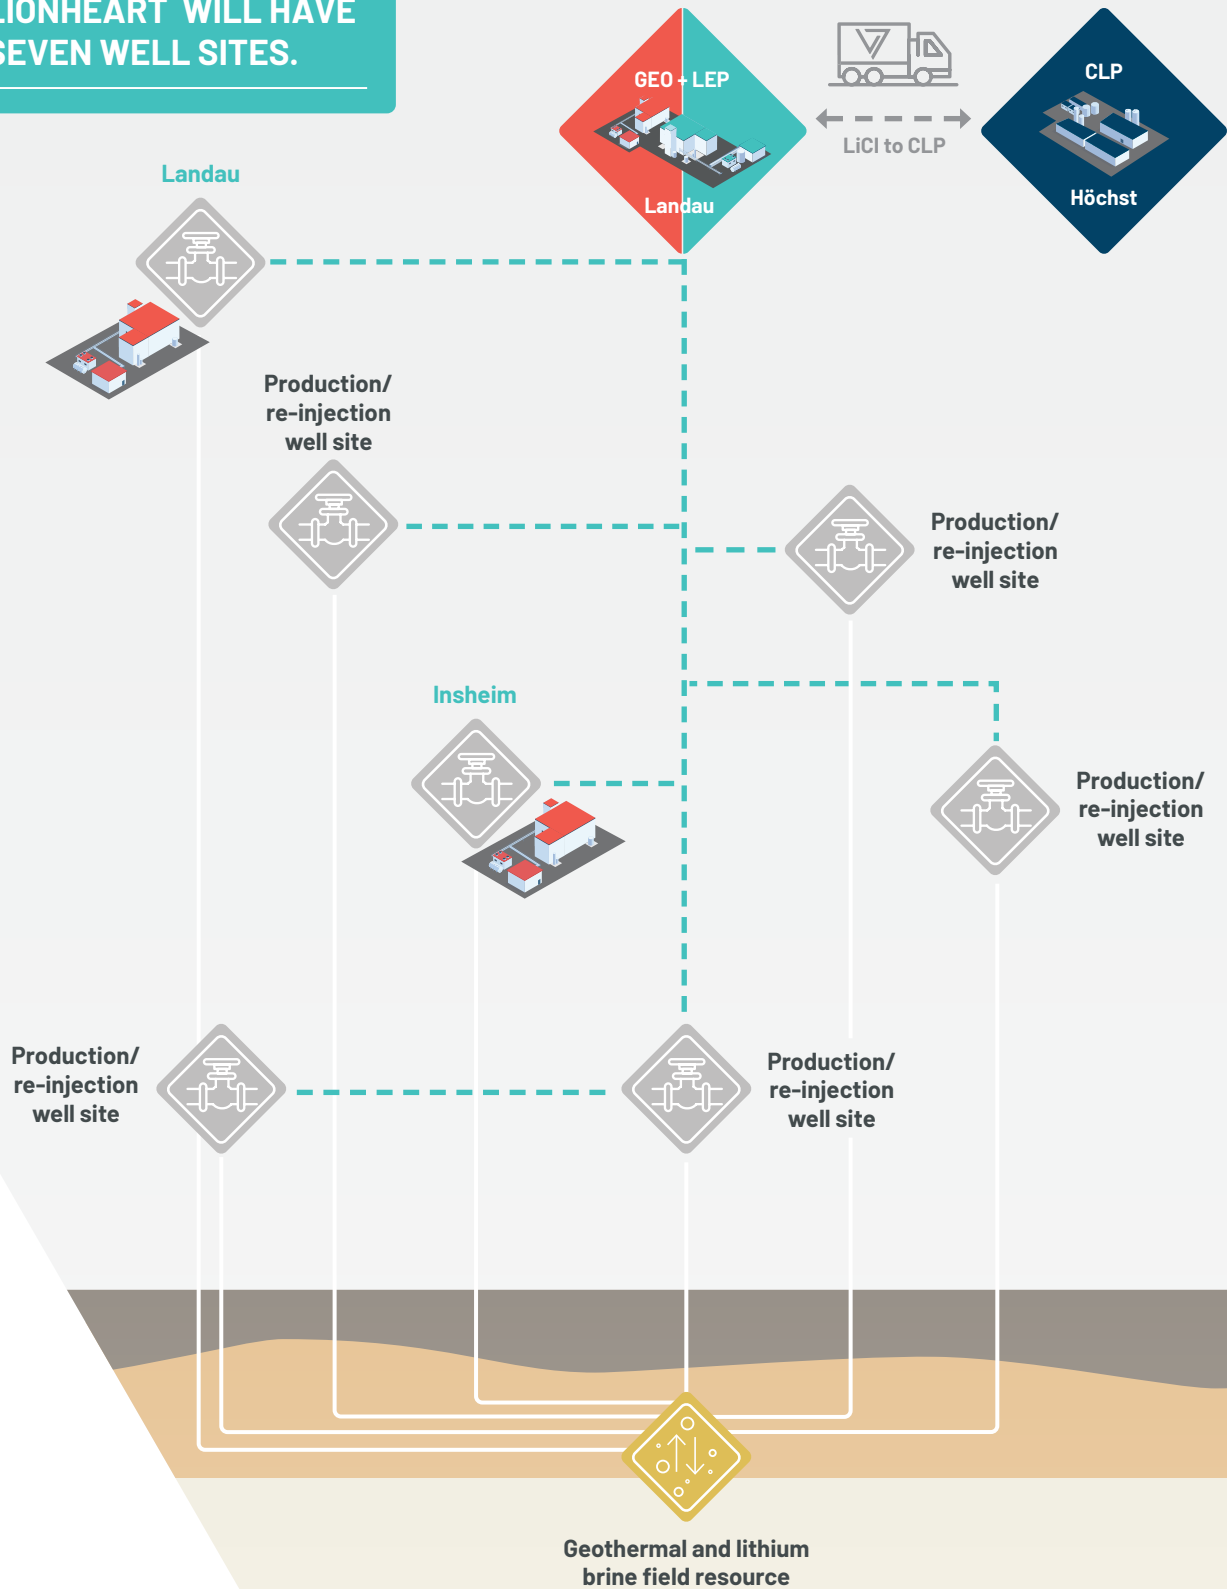 LIONHEART WILL HAVE
SEVEN WELL SITES.
GEO + LEP
Landau
LiCl to CLP
CLP
Höchst
Landau
Production/
re-injection
well site
Production/
re-injection
well site
Insheim
Production/
re-injection
well site
Production/
re-injection
well site
Production/
re-injection
well site
Geothermal and lithium
brine field resource